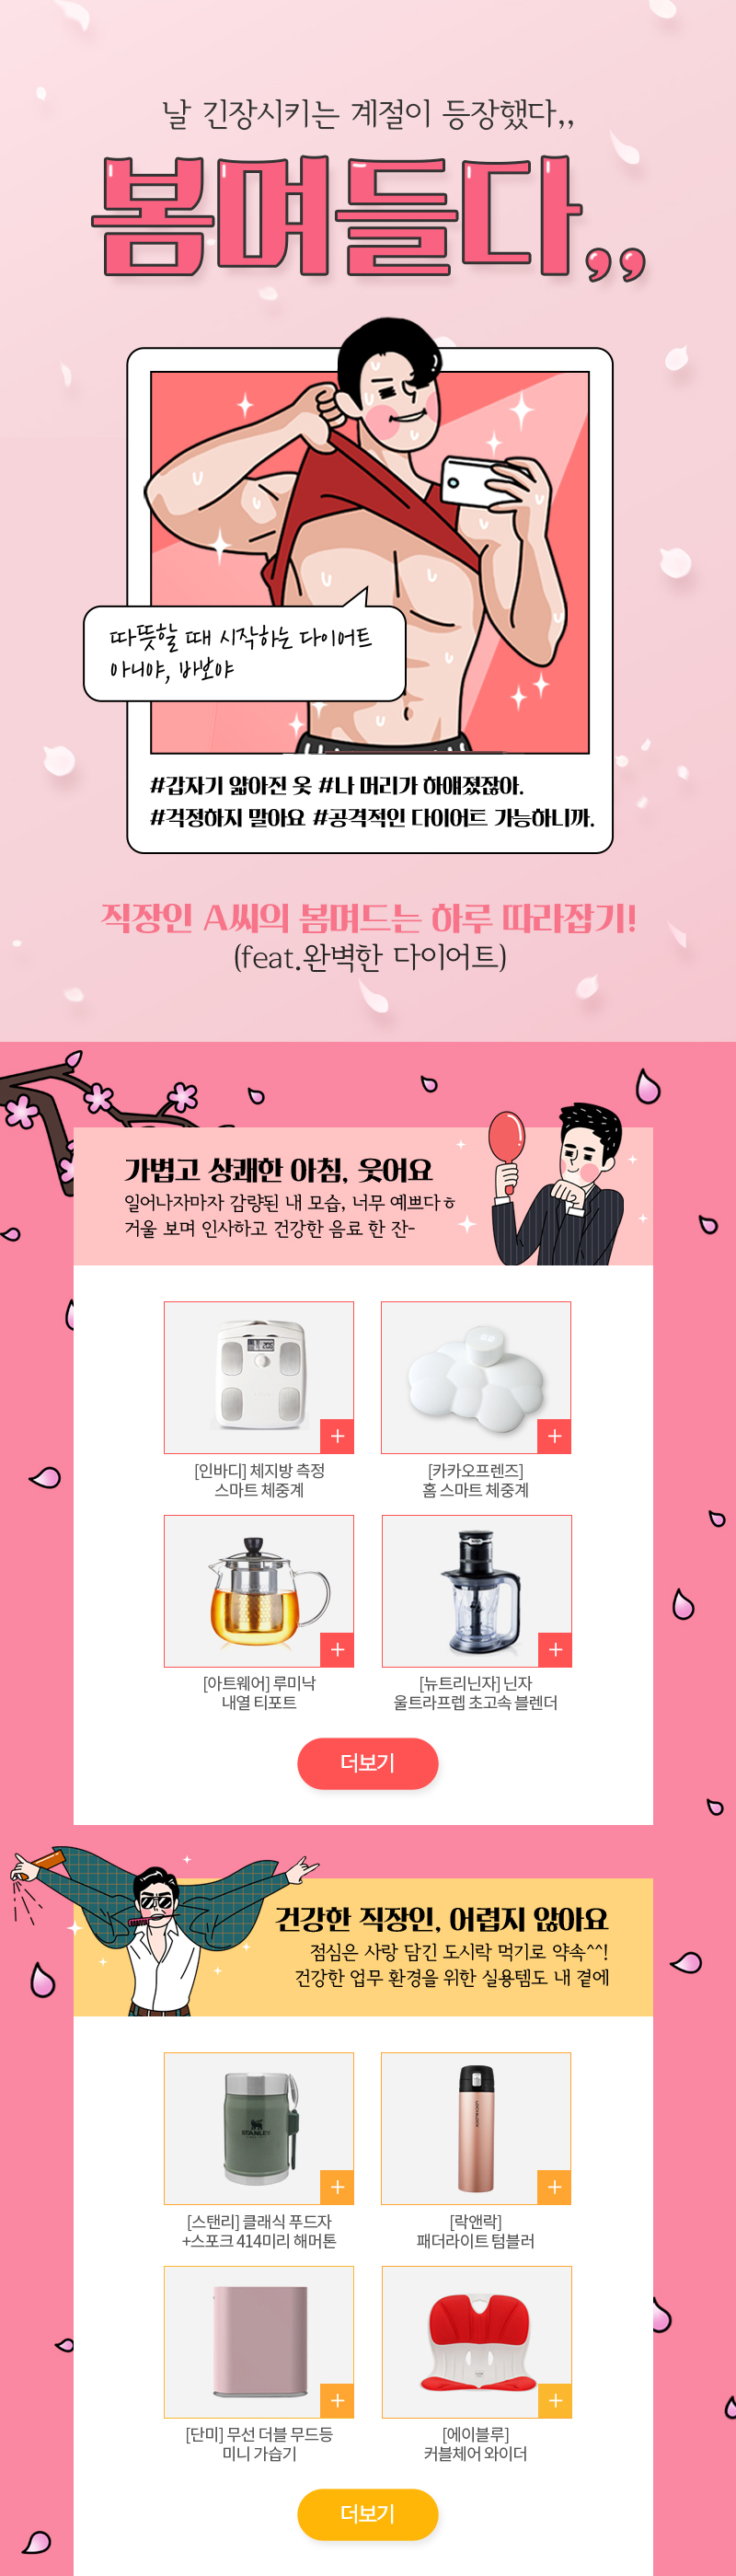 날 긴장시키는 계절이 등장했다,,
봄며들다,,
따뜻할 때 시작하는 다이어트
아니야, 바보야
#갑자기 얇아진 옷 #나 머리가 하얘졌잖아.
#걱정하지 말아요 #공격적인 다이어트 가능하니까.
직장인 A씨의 봄며드는 하루 따라잡기!
(feat.완벽한 다이어트)
가볍고 상쾌한 아침, 웃어요
일어나자마자 감량된 내 모습, 너무 예쁘다ㅎ
거울 보며 인사하고 건강한 음료 한 잔-
[인바디] 체지방 측정
스마트 체중계
[카카오프렌즈]
홈 스마트 체중계
[아트웨어] 루미낙
내열 티포트
[뉴트리닌자] 닌자
울트라프렙 초고속 블렌더
더보기
건강한 직장인, 어렵지 않아요
점심은 사랑 담긴 도시락 먹기로 약속^^!
건강한 업무 환경을 위한 실용템도 내 곁에
STANLEY
[스탠리] 클래식 푸드자
+스포크 414미리 해머톤
[락앤락]
패더라이트 텀블러
[단미] 무선 더블 무드등
미니 가습기
[에이블루]
커블체어 와이더
더보기